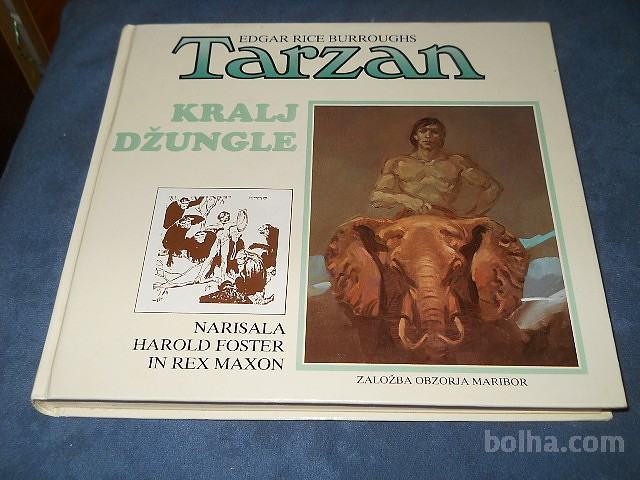 EDGAR RICE BURROUGHS
Tarzan
KRALJ
DŽUNGLE
NARISALA
HAROLD FOSTER
IN REX MAXON
ZALOŽBA OBZORJA MARIBOR
bolha.com